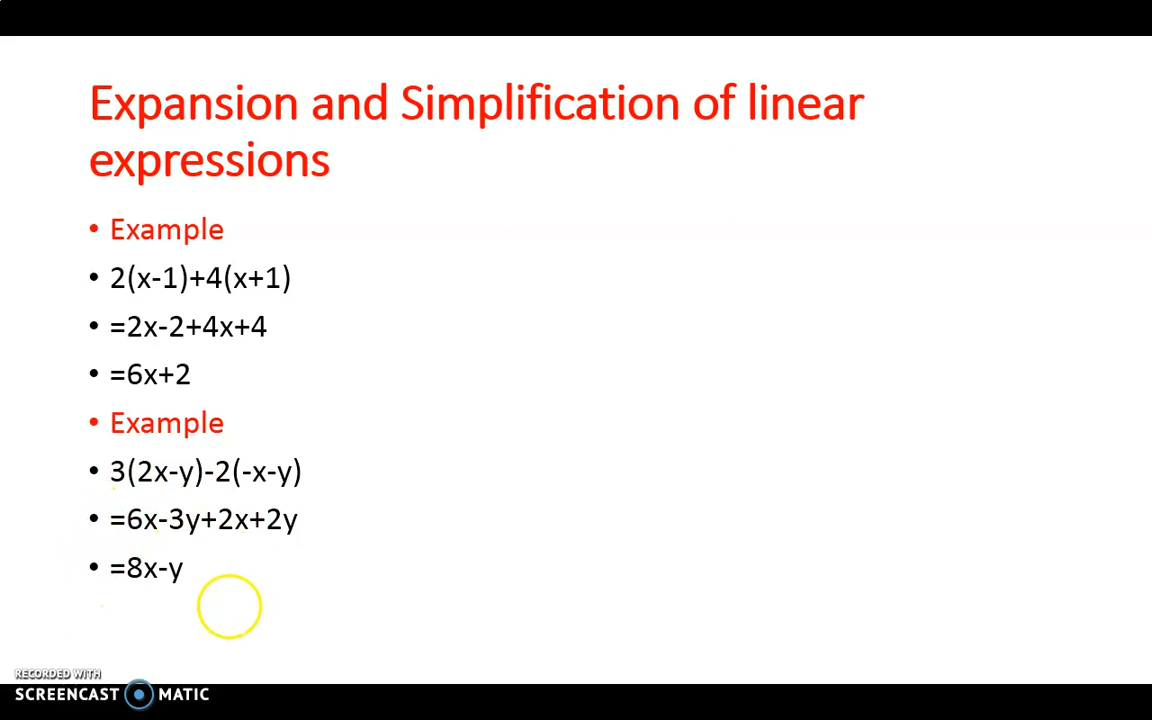 Expansion and Simplification of linear
expressions
• Example
• 2(x-1)+4(x+1)
• =2x-2+4x+4
• =6x+2
• Example
• 3(2x-y)-2(-x-y)
• =6x-3y+2x+2y
• =8x-y
RECORDED WITH
SCREENCAST MATIC